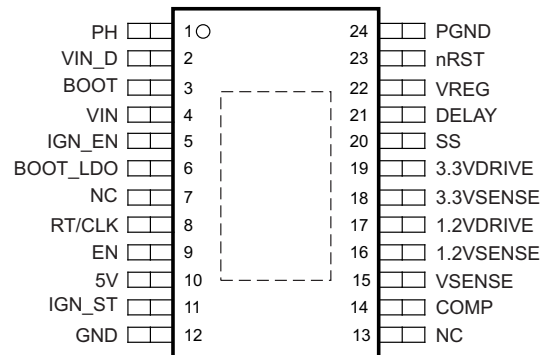 PH 1 24 PGND
VIN_D 2 23 nRST
BOOT 3 22 VREG
VIN 4 21 DELAY
IGN_EN 5 20 SS
BOOT_LDO 6 19 3.3VDRIVE
NC 7 18 3.3VSENSE
RT/CLK 8 17 1.2VDRIVE
EN 9 16 1.2VSENSE
5V 10 15 VSENSE
IGN_ST 11 14 COMP
GND 12 13 NC